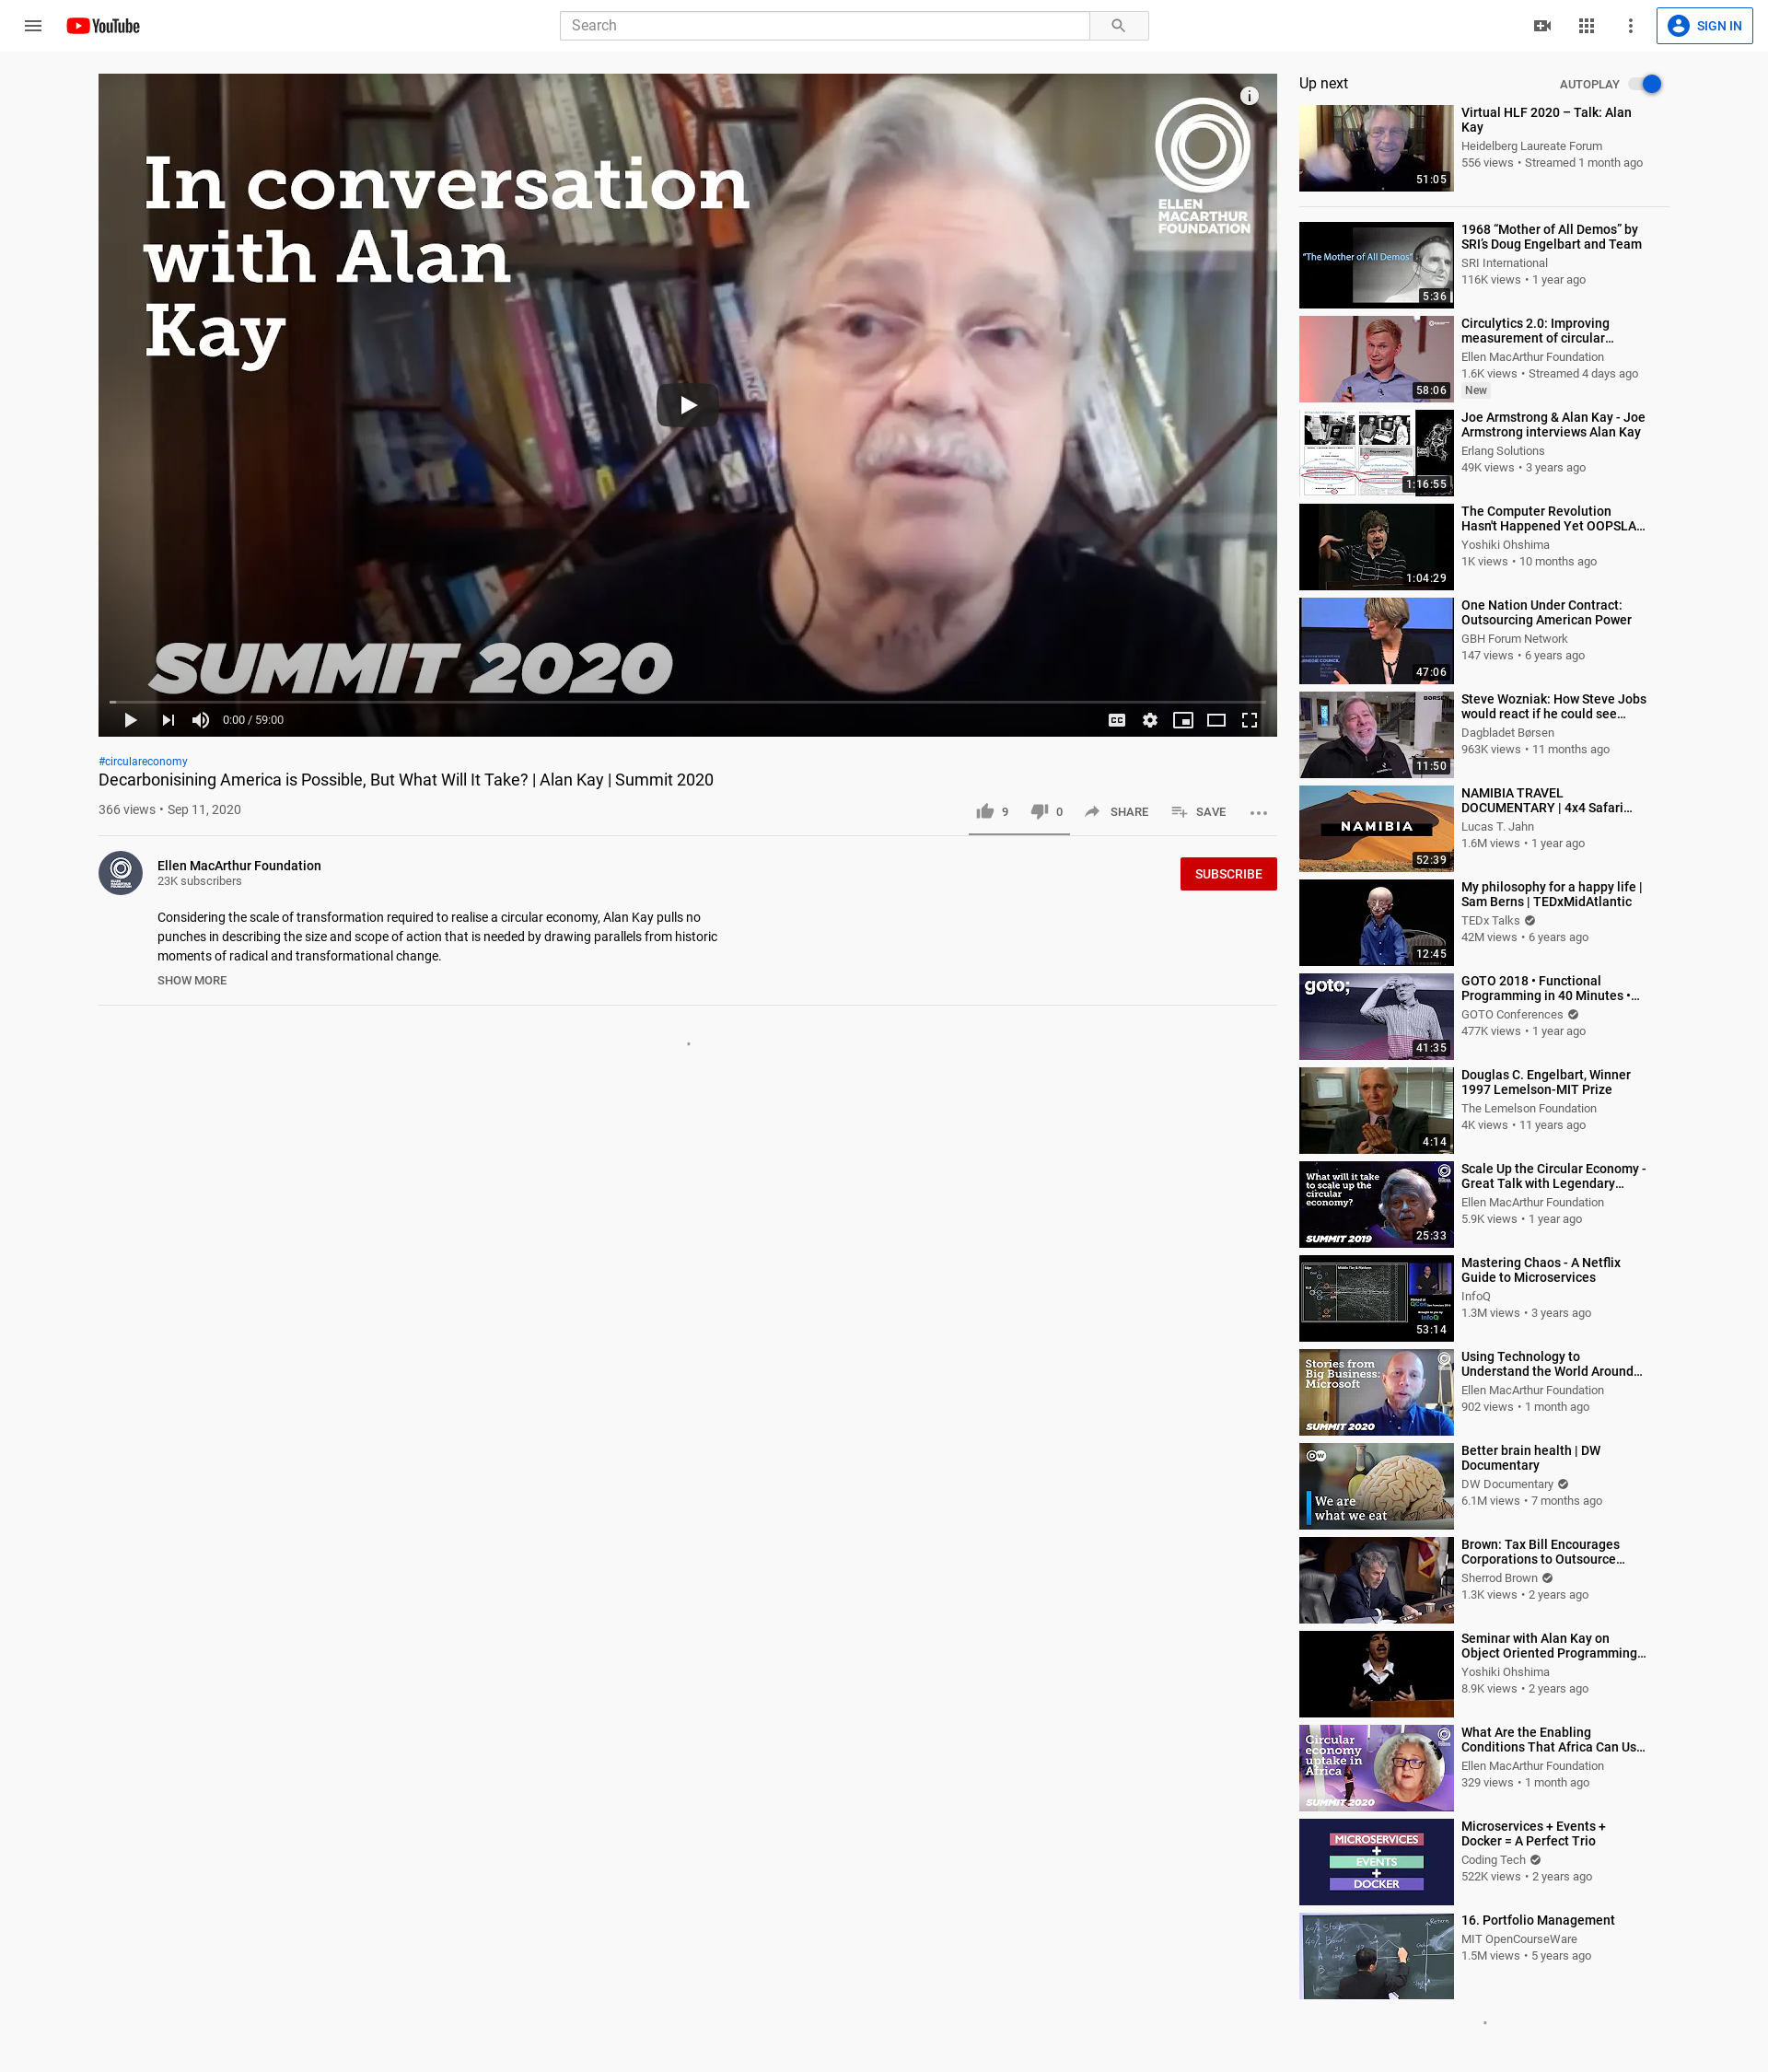 YouTube
Search
SIGN IN
In conversation
with Alan
Kay
ELLEN
MACARTHUR
FOUNDATION
SUMMIT 2020
0:00 / 59:00
CC
#circulareconomy
Decarbonisining America is Possible, But What Will It Take? | Alan Kay | Summit 2020
366 views • Sep 11, 2020
9
0
SHARE
SAVE
Ellen MacArthur Foundation
23K subscribers
SUBSCRIBE
Considering the scale of transformation required to realise a circular economy, Alan Kay pulls no
punches in describing the size and scope of action that is needed by drawing parallels from historic
moments of radical and transformational change.
SHOW MORE
Up next
AUTOPLAY
51:05
Virtual HLF 2020 – Talk: Alan
Kay
Heidelberg Laureate Forum
556 views • Streamed 1 month ago
"The Mother of All Demos"
5:36
1968 “Mother of All Demos” by
SRI’s Doug Engelbart and Team
SRI International
116K views • 1 year ago
58:06
Circulytics 2.0: Improving
measurement of circular…
Ellen MacArthur Foundation
1.6K views • Streamed 4 days ago
New
1:16:55
Joe Armstrong & Alan Kay - Joe
Armstrong interviews Alan Kay
Erlang Solutions
49K views • 3 years ago
1:04:29
The Computer Revolution
Hasn't Happened Yet OOPSLA…
Yoshiki Ohshima
1K views • 10 months ago
47:06
One Nation Under Contract:
Outsourcing American Power
GBH Forum Network
147 views • 6 years ago
BØRSEN
11:50
Steve Wozniak: How Steve Jobs
would react if he could see…
Dagbladet Børsen
963K views • 11 months ago
NAMIBIA
52:39
NAMIBIA TRAVEL
DOCUMENTARY | 4x4 Safari…
Lucas T. Jahn
1.6M views • 1 year ago
12:45
My philosophy for a happy life |
Sam Berns | TEDxMidAtlantic
TEDx Talks
42M views • 6 years ago
goto;
41:35
GOTO 2018 • Functional
Programming in 40 Minutes •…
GOTO Conferences
477K views • 1 year ago
4:14
Douglas C. Engelbart, Winner
1997 Lemelson-MIT Prize
The Lemelson Foundation
4K views • 11 years ago
What will it take
to scale up the
circular
economy?
SUMMIT 2019
25:33
Scale Up the Circular Economy -
Great Talk with Legendary…
Ellen MacArthur Foundation
5.9K views • 1 year ago
53:14
Mastering Chaos - A Netflix
Guide to Microservices
InfoQ
1.3M views • 3 years ago
Stories from
Big Business:
Microsoft
SUMMIT 2020
Using Technology to
Understand the World Around…
Ellen MacArthur Foundation
902 views • 1 month ago
DW
We are
what we eat
Better brain health | DW
Documentary
DW Documentary
6.1M views • 7 months ago
Brown: Tax Bill Encourages
Corporations to Outsource…
Sherrod Brown
1.3K views • 2 years ago
Seminar with Alan Kay on
Object Oriented Programming…
Yoshiki Ohshima
8.9K views • 2 years ago
Circular
economy
uptake in
Africa
SUMMIT 2020
What Are the Enabling
Conditions That Africa Can Us…
Ellen MacArthur Foundation
329 views • 1 month ago
MICROSERVICES
+
EVENTS
+
DOCKER
Microservices + Events +
Docker = A Perfect Trio
Coding Tech
522K views • 2 years ago
16. Portfolio Management
MIT OpenCourseWare
1.5M views • 5 years ago